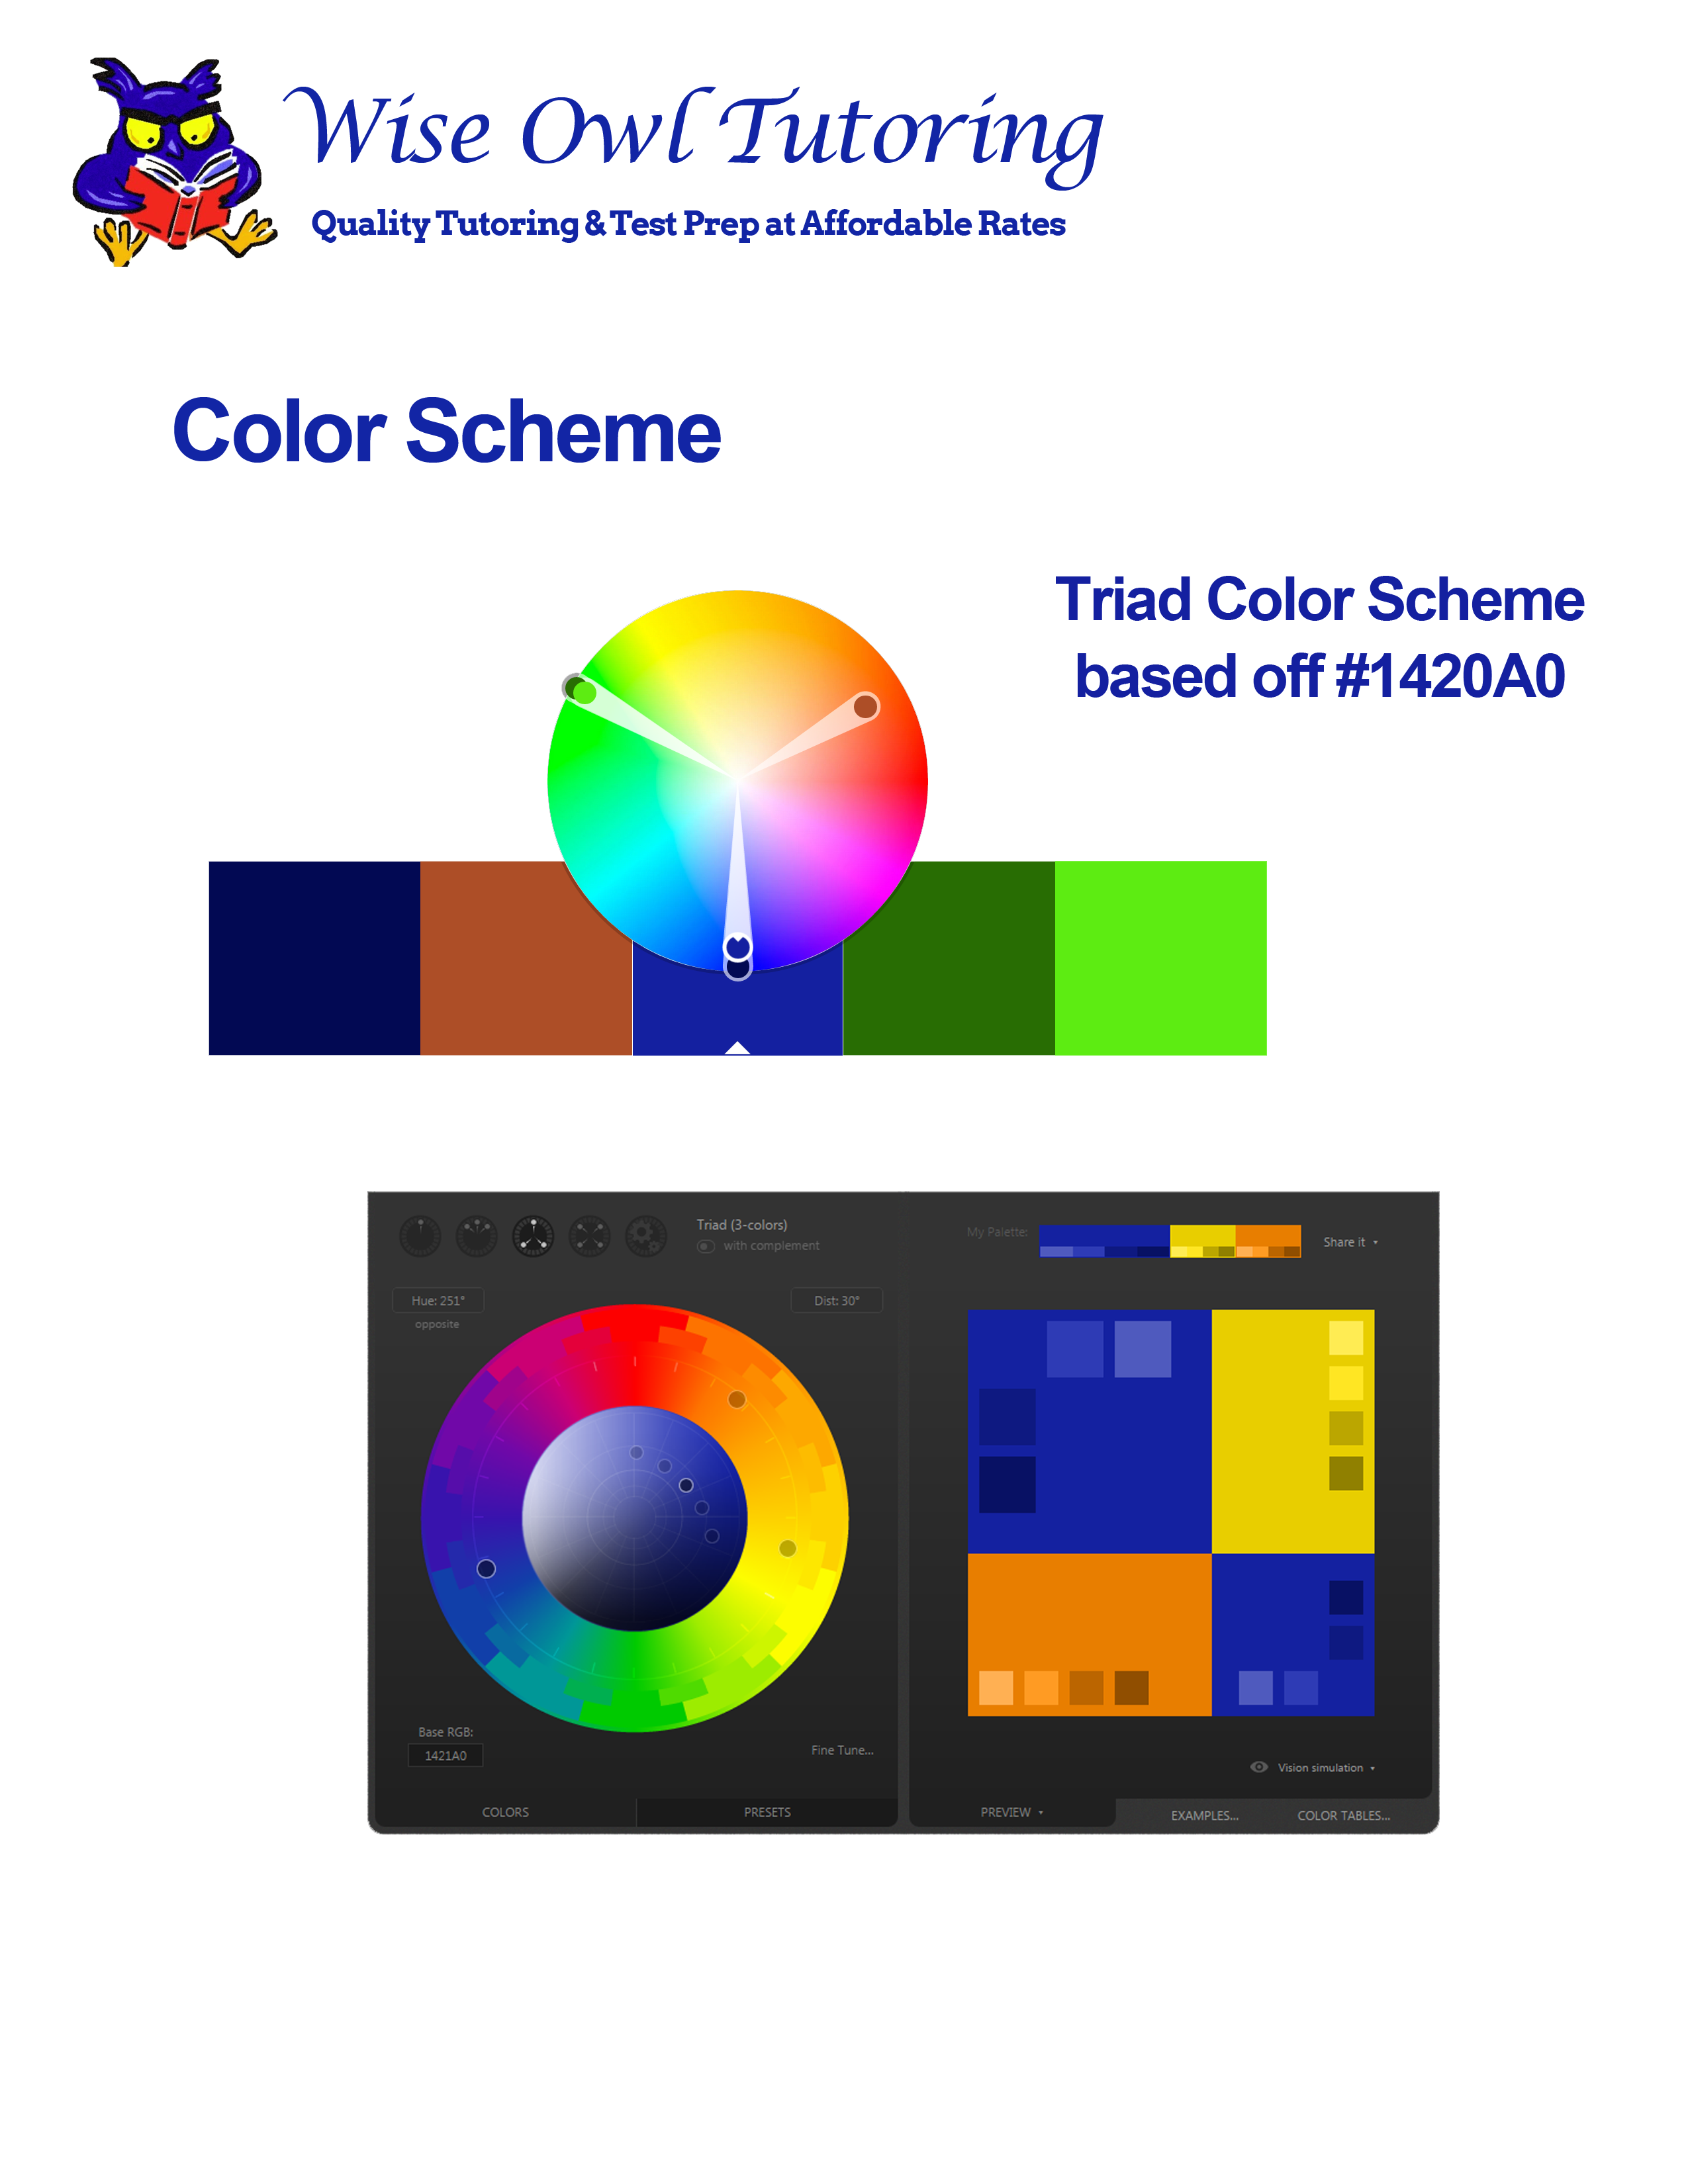 Wise Owl Tutoring
Quality Tutoring & Test Prep at Affordable Rates
Color Scheme
Triad Color Scheme
based off #1420A0
Triad (3-colors)
with complement
My Palette:
Share it
Hue: 251°
opposite
Dist: 30°
Base RGB:
1421A0
Fine Tune...
Vision simulation
COLORS
PRESETS
PREVIEW
EXAMPLES...
COLOR TABLES...